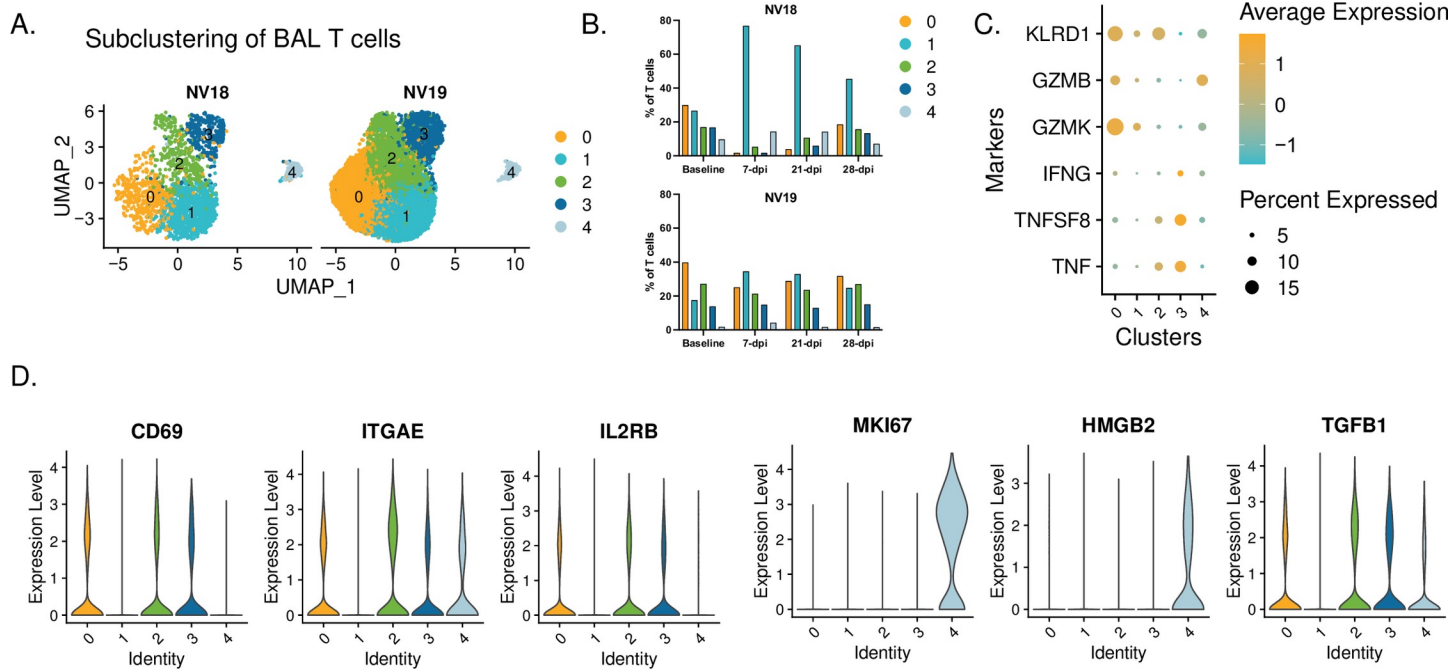 A.
Subclustering of BAL T cells
NV18
NV19
UMAP_2
6
3
0
−3
0
1
2
3
4
0
1
2
3
4
−5
0
5
10
−5
0
5
10
UMAP_1
0
1
2
3
4
B.
NV18
% of T cells
80
60
40
20
0
Baseline
7-dpi
21-dpi
28-dpi
0
1
2
3
4
NV19
% of T cells
80
60
40
20
0
Baseline
7-dpi
21-dpi
28-dpi
C.
Markers
KLRD1
GZMB
GZMK
IFNG
TNFSF8
TNF
0
1
2
3
4
Clusters
Average Expression
1
0
−1
Percent Expressed
5
10
15
D.
CD69
Expression Level
4
3
2
1
0
0
1
2
3
4
Identity
ITGAE
Expression Level
4
3
2
1
0
0
1
2
3
4
Identity
IL2RB
Expression Level
4
3
2
1
0
0
1
2
3
4
Identity
MKI67
Expression Level
4
3
2
1
0
0
1
2
3
4
Identity
HMGB2
Expression Level
3
2
1
0
0
1
2
3
4
Identity
TGFB1
Expression Level
4
3
2
1
0
0
1
2
3
4
Identity